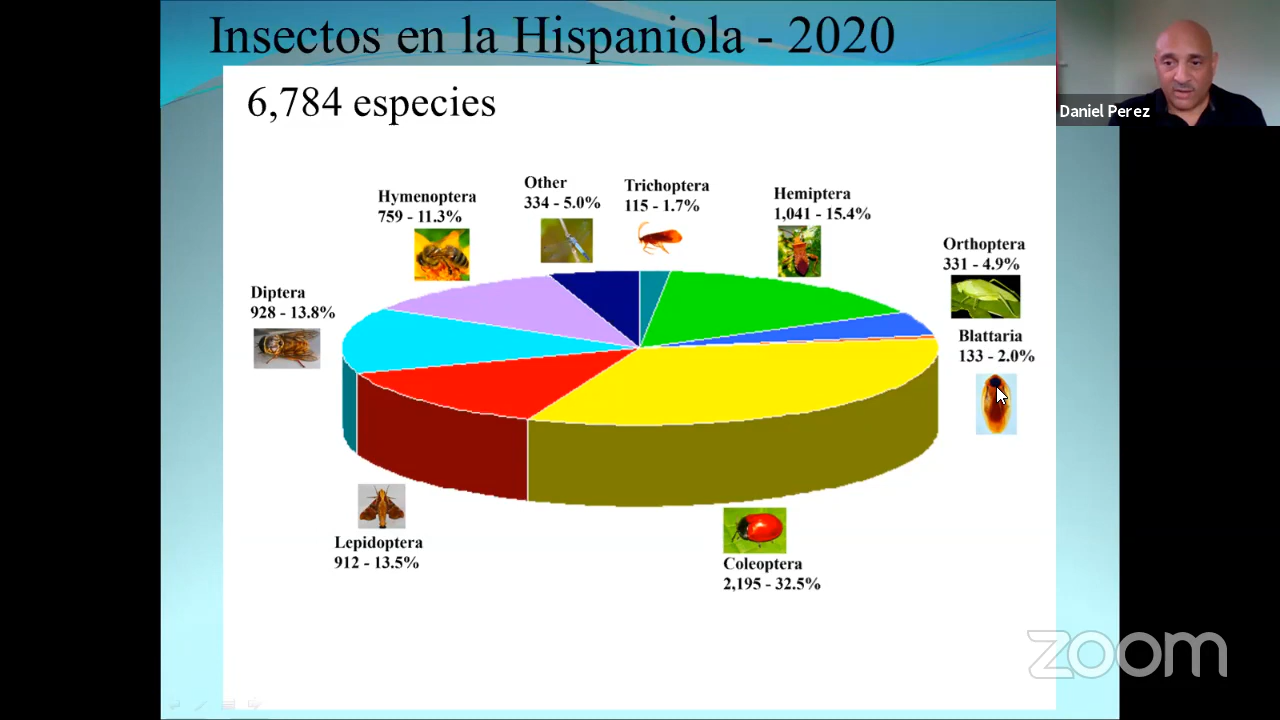 Insectos en la Hispaniola - 2020
Daniel Perez
6,784 especies
Other
334 - 5.0%
Trichoptera
115 - 1.7%
Hymenoptera
759 - 11.3%
Hemiptera
1,041 - 15.4%
Orthoptera
331 - 4.9%
Diptera
928 - 13.8%
Blattaria
133 - 2.0%
Lepidoptera
912 - 13.5%
Coleoptera
2,195 - 32.5%
zoom